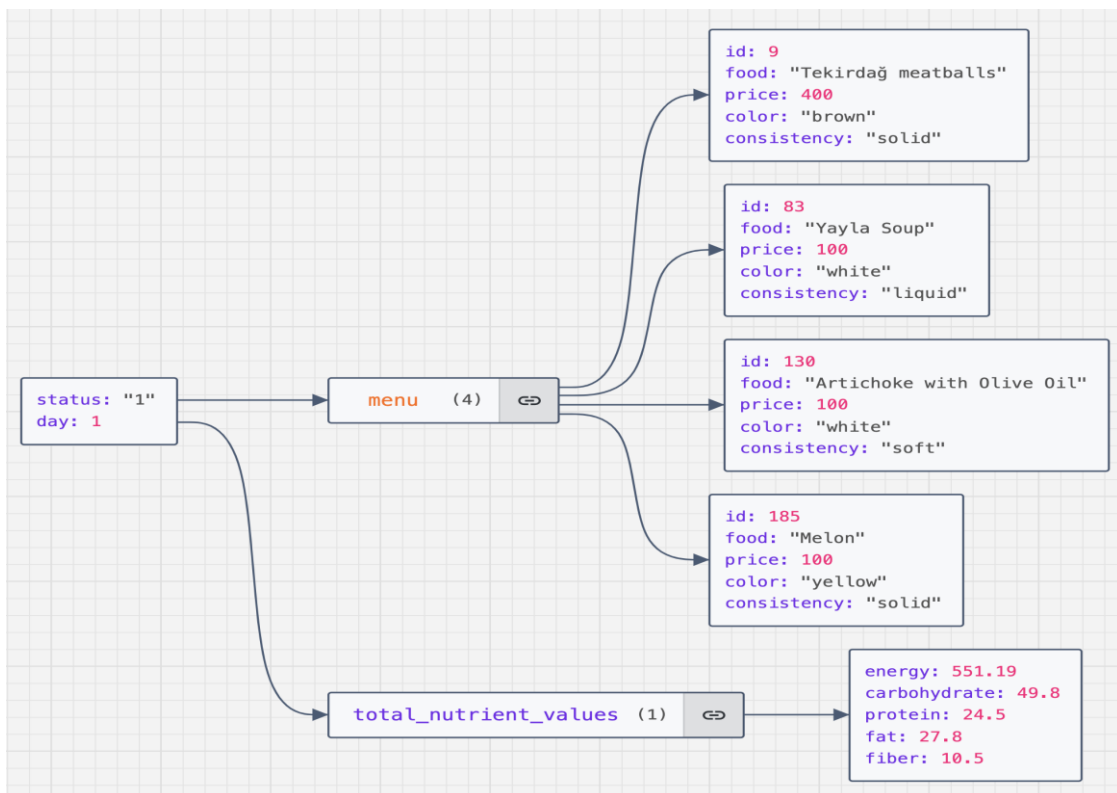 id: 9
food: "Tekirdağ meatballs"
price: 400
color: "brown"
consistency: "solid"
id: 83
food: "Yayla Soup"
price: 100
color: "white"
consistency: "liquid"
status: "1"
day: 1
menu (4)
id: 130
food: "Artichoke with Olive Oil"
price: 100
color: "white"
consistency: "soft"
id: 185
food: "Melon"
price: 100
color: "yellow"
consistency: "solid"
total_nutrient_values (1)
energy: 551.19
carbohydrate: 49.8
protein: 24.5
fat: 27.8
fiber: 10.5